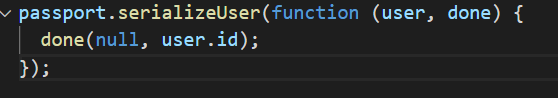 passport.serializeUser(function (user, done) {
  done(null, user.id);
});